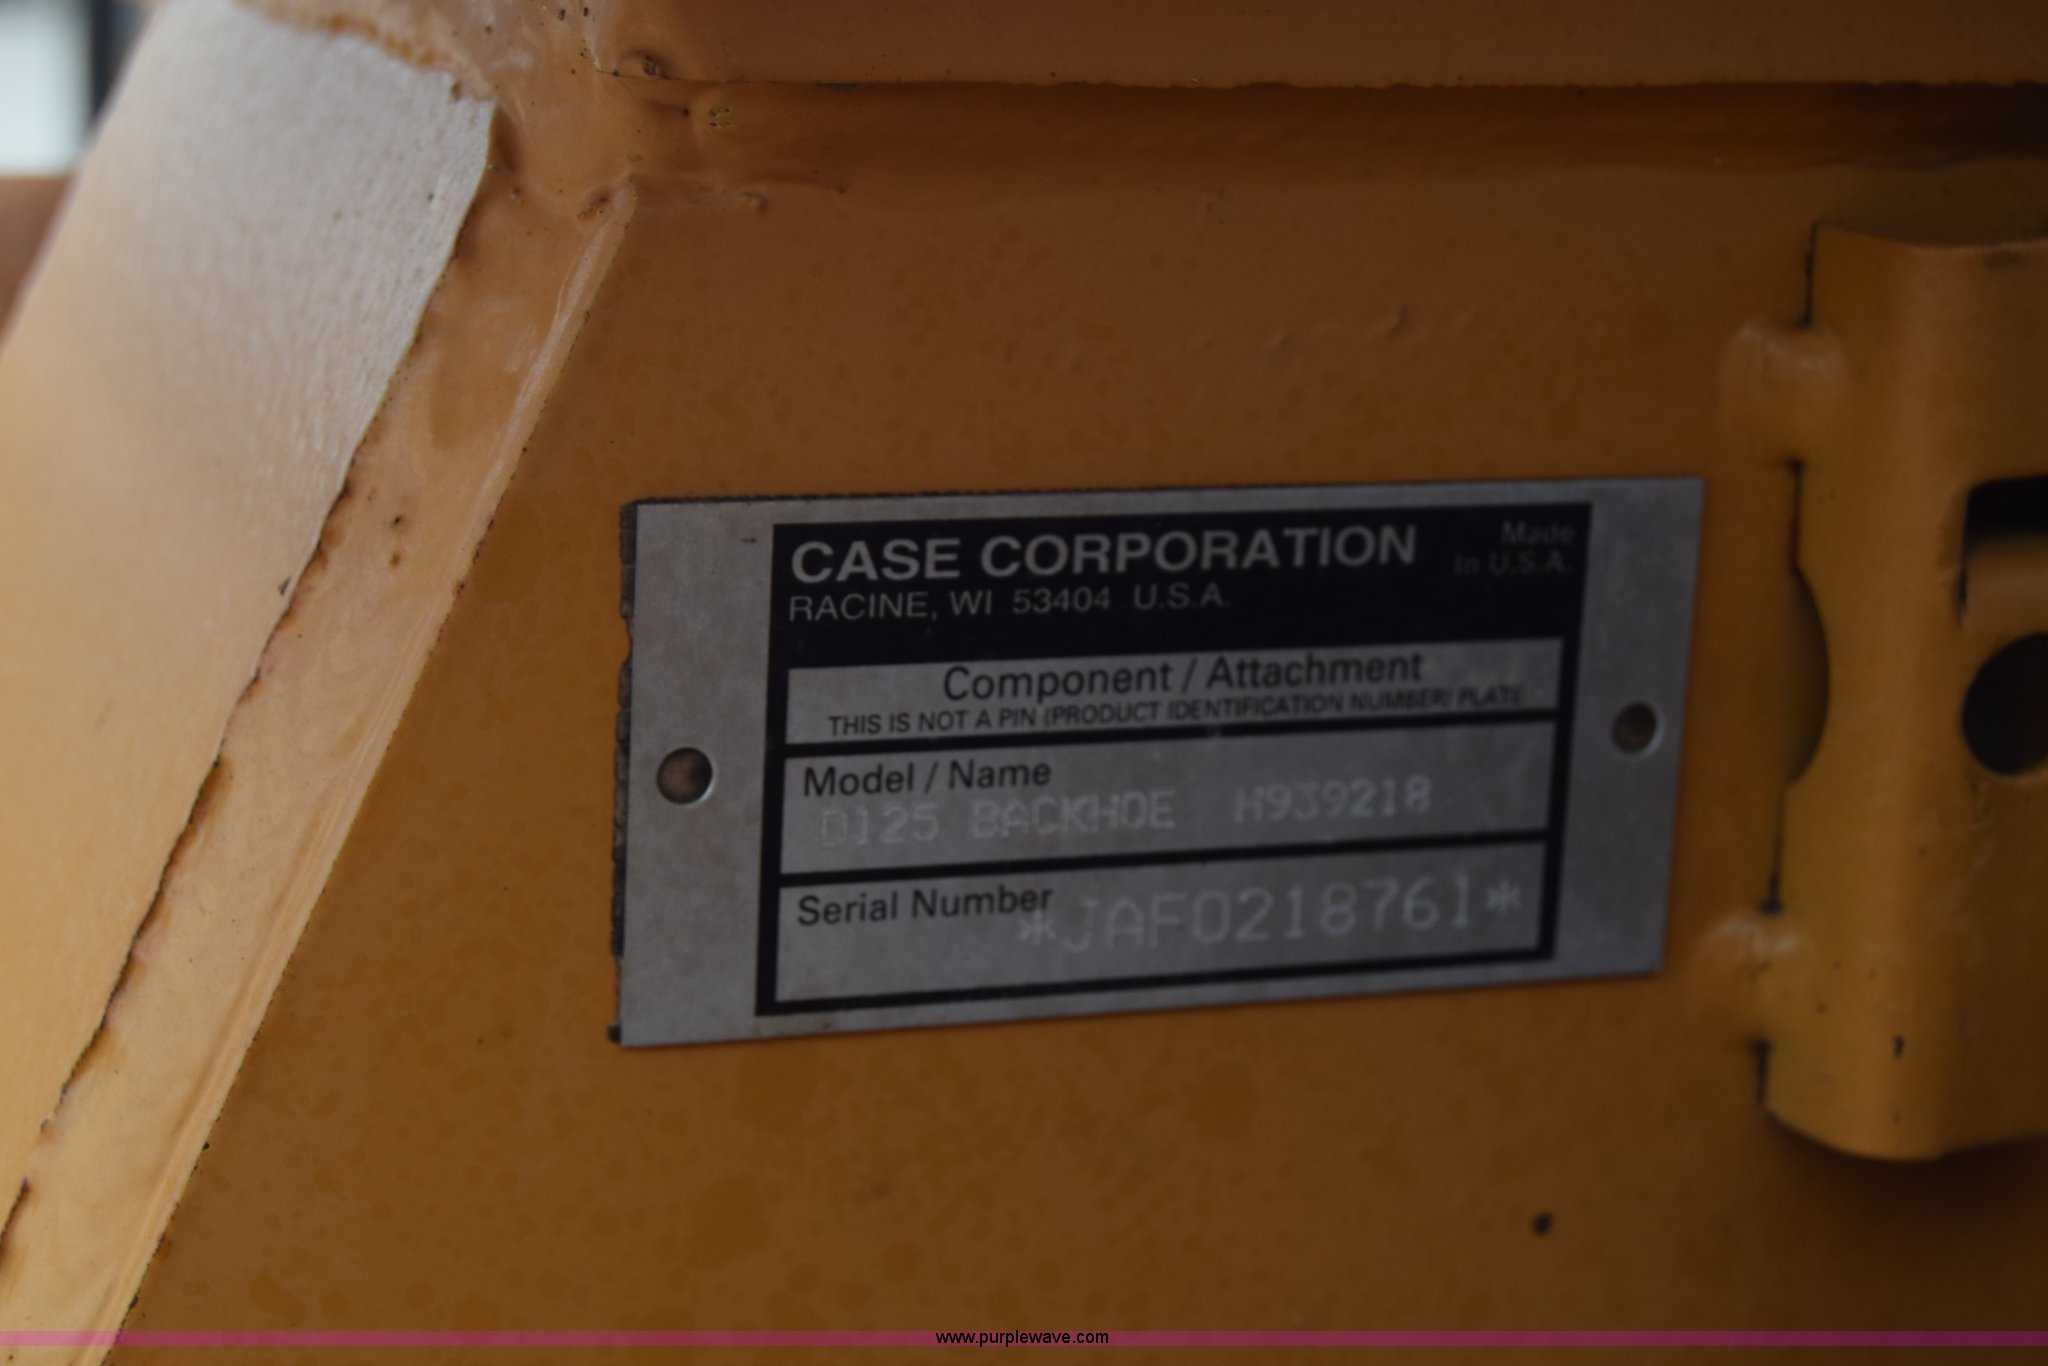 CASE CORPORATION
Made
In U.S.A.
RACINE, WI 53404 U.S.A.
Component / Attachment
THIS IS NOT A PIN (PRODUCT IDENTIFICATION NUMBER) PLATE
Model / Name
D125 BACKHOE H939218
Serial Number
*JAF0218761*
www.purplewave.com